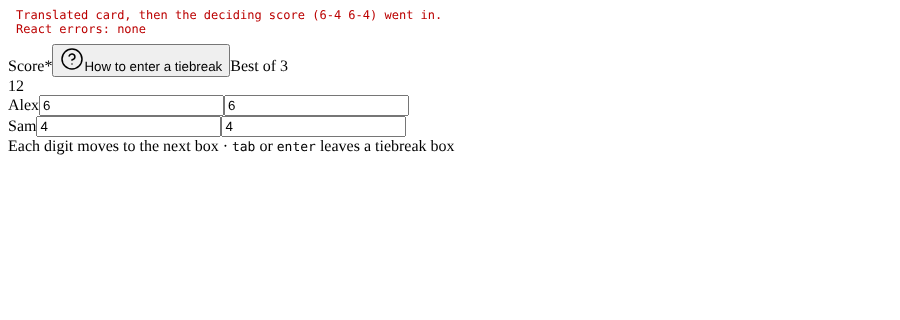 Translated card, then the deciding score (6-4 6-4) went in.
React errors: none
Score* How to enter a tiebreak Best of 3
12
Alex 6 6
Sam 4 4
Each digit moves to the next box · tab or enter leaves a tiebreak box